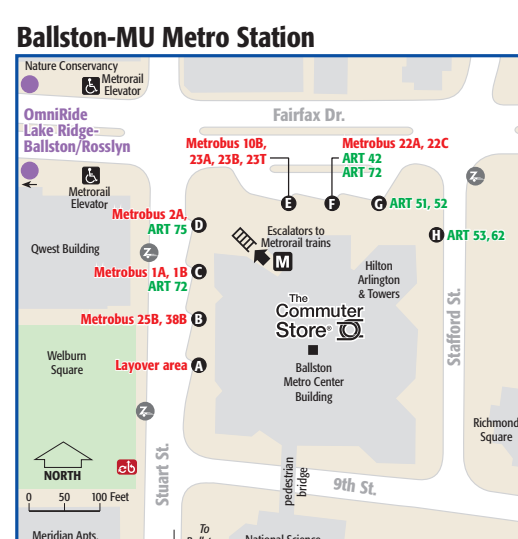 Ballston-MU Metro Station
Nature Conservancy
Metrorail
Elevator
OmniRide
Lake Ridge-
Ballston/Rosslyn
Fairfax Dr.
Metrobus 10B,
23A, 23B, 23T
Metrobus 22A, 22C
ART 42
ART 72
Z
Metrorail
Elevator
E
F
G ART 51, 52
Metrobus 2A,
ART 75
D
Escalators to
Metrorail trains
M
H ART 53, 62
Qwest Building
Z
Metrobus 1A, 1B
ART 72
C
Hilton
Arlington
& Towers
The
Commuter
Store®
Metrobus 25B, 38B B
Stafford St.
Welburn
Square
Layover area A
Ballston
Metro Center
Building
Z
Richmond
Square
NORTH
cb
Stuart St.
pedestrian
bridge
9th St.
0 50 100 Feet
To
Meridian Apts.
National Science